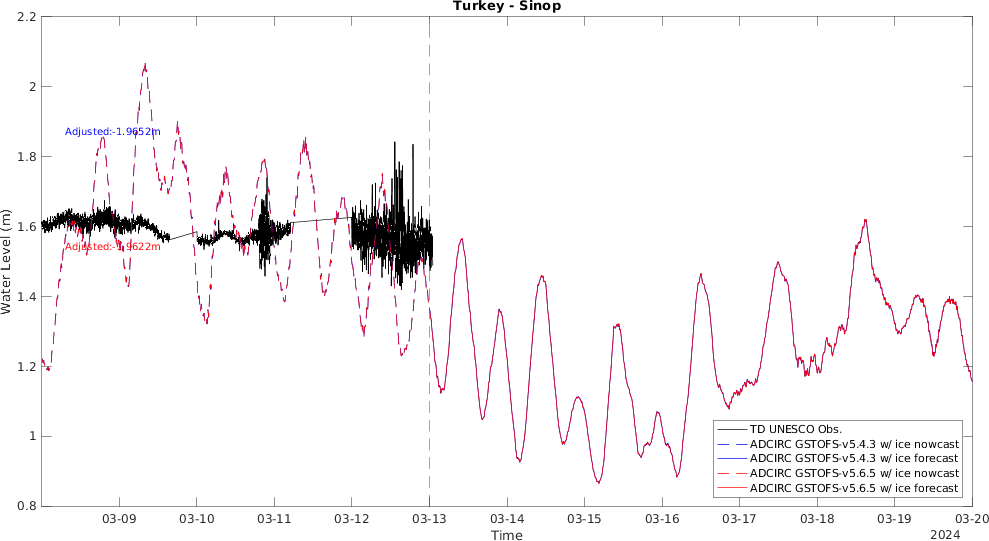 Turkey - Sinop
2.2
2
1.8
1.6
1.4
1.2
1
0.8
Water Level (m)
Adjusted:-1.9652m
Adjusted:-1.9622m
TD UNESCO Obs.
ADCIRC GSTOFS-v5.4.3 w/ ice nowcast
ADCIRC GSTOFS-v5.4.3 w/ ice forecast
ADCIRC GSTOFS-v5.6.5 w/ ice nowcast
ADCIRC GSTOFS-v5.6.5 w/ ice forecast
03-09 03-10 03-11 03-12 03-13 03-14 03-15 03-16 03-17 03-18 03-19 03-20
Time
2024